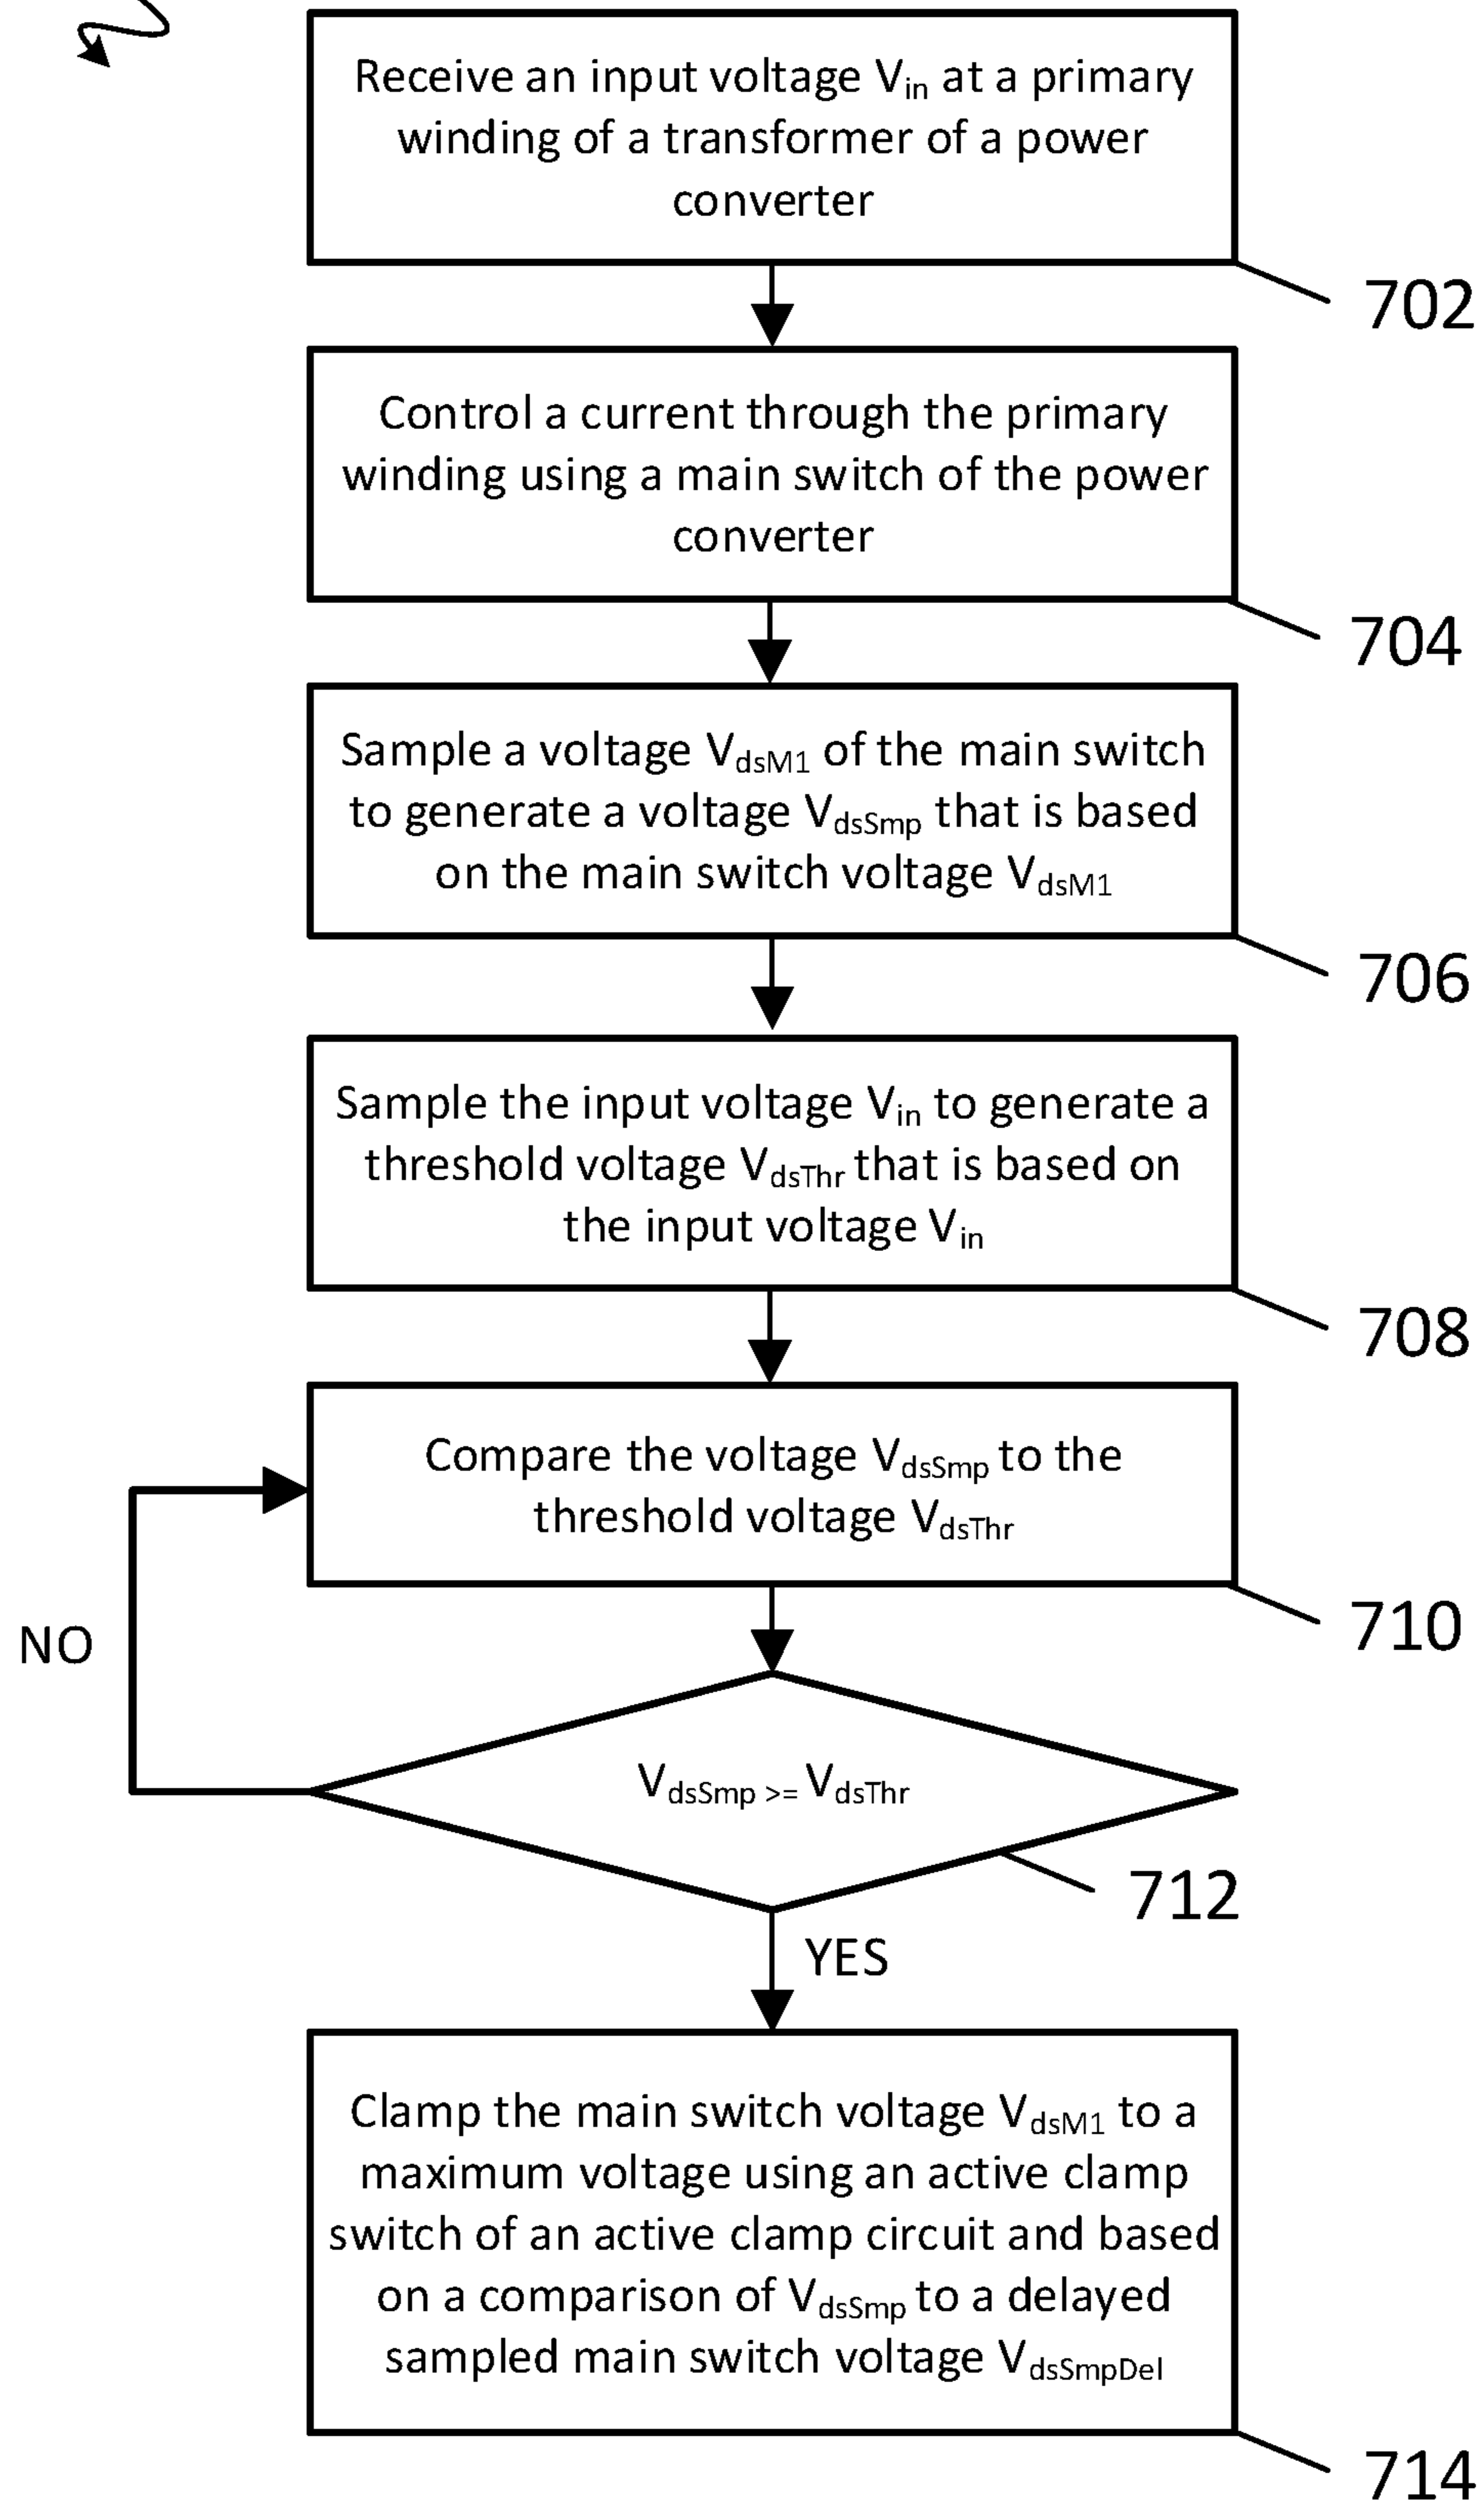 Receive an input voltage Vin at a primary
winding of a transformer of a power
converter
702
Control a current through the primary
winding using a main switch of the power
converter
704
Sample a voltage VdsM1 of the main switch
to generate a voltage VdsSmp that is based
on the main switch voltage VdsM1
706
Sample the input voltage Vin to generate a
threshold voltage VdsThr that is based on
the input voltage Vin
708
Compare the voltage VdsSmp to the
threshold voltage VdsThr
710
NO
VdsSmp >= VdsThr
712
YES
Clamp the main switch voltage VdsM1 to a
maximum voltage using an active clamp
switch of an active clamp circuit and based
on a comparison of VdsSmp to a delayed
sampled main switch voltage VdsSmpDel
714